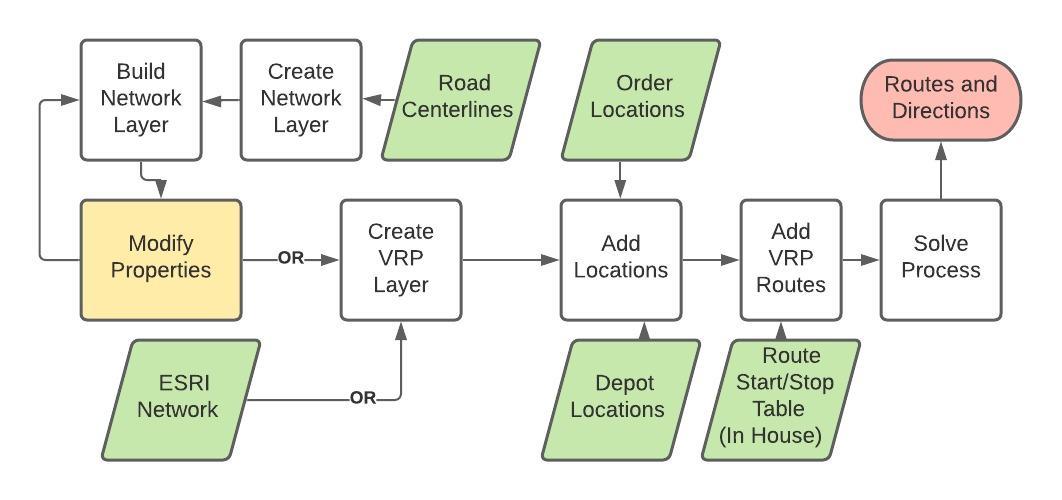 Build
Network
Layer
Create
Network
Layer
Road
Centerlines
Order
Locations
Routes and
Directions
Modify
Properties
OR
Create
VRP
Layer
Add
Locations
Add
VRP
Routes
Solve
Process
ESRI
Network
OR
Depot
Locations
Route
Start/Stop
Table
(In House)